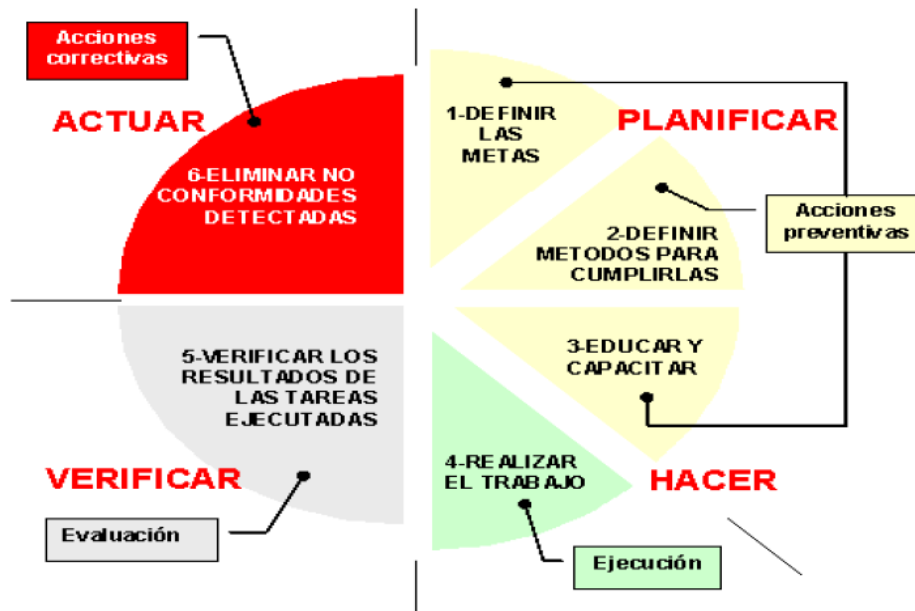 Acciones
correctivas
ACTUAR
6-ELIMINAR NO
CONFORMIDADES
DETECTADAS
1-DEFINIR
LAS
METAS
PLANIFICAR
Acciones
preventivas
2-DEFINIR
METODOS PARA
CUMPLIRLAS
3-EDUCAR Y
CAPACITAR
5-VERIFICAR LOS
RESULTADOS DE
LAS TAREAS
EJECUTADAS
4-REALIZAR
EL TRABAJO
VERIFICAR
HACER
Evaluación
Ejecución